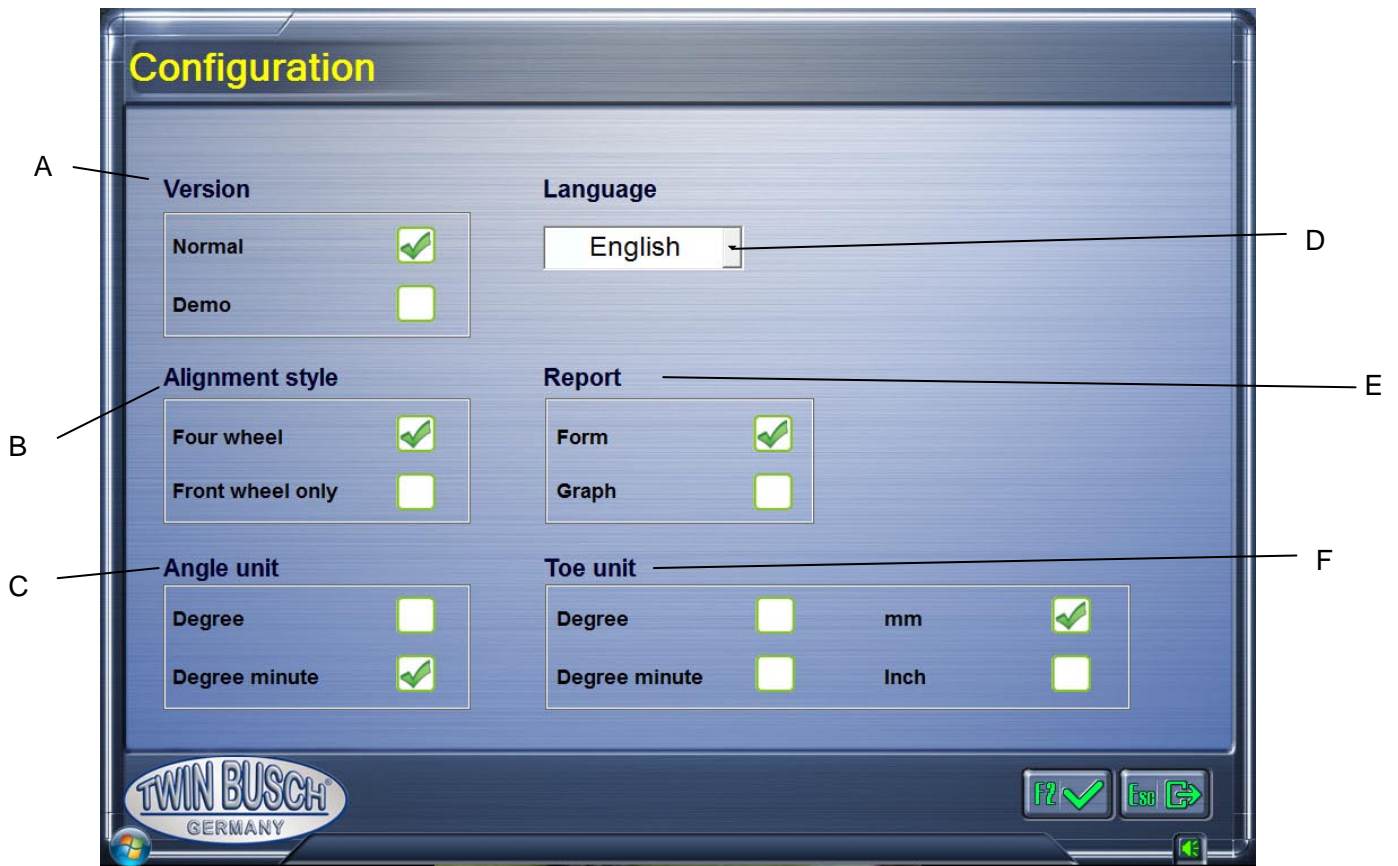 Configuration
A
Version
Language
Normal
English
D
Demo
Alignment style
Report
E
B
Four wheel
Form
Front wheel only
Graph
C
Angle unit
Toe unit
F
Degree
Degree
mm
Degree minute
Degree minute
Inch
TWIN BUSCH®
GERMANY
F2
Esc